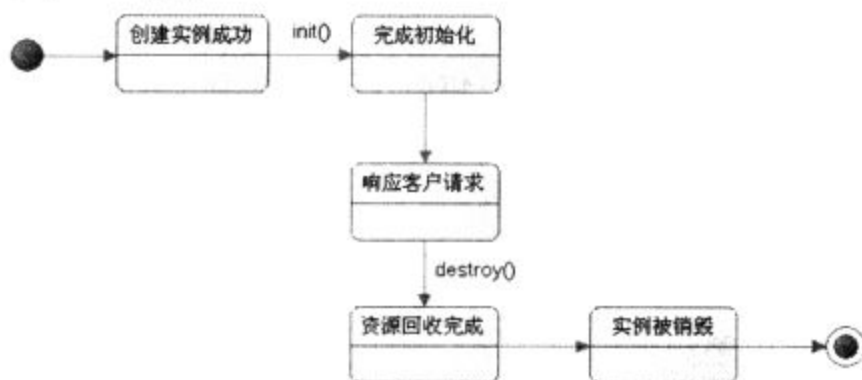 创建实例成功
init()
完成初始化
响应客户请求
destroy()
资源回收完成
实例被销毁